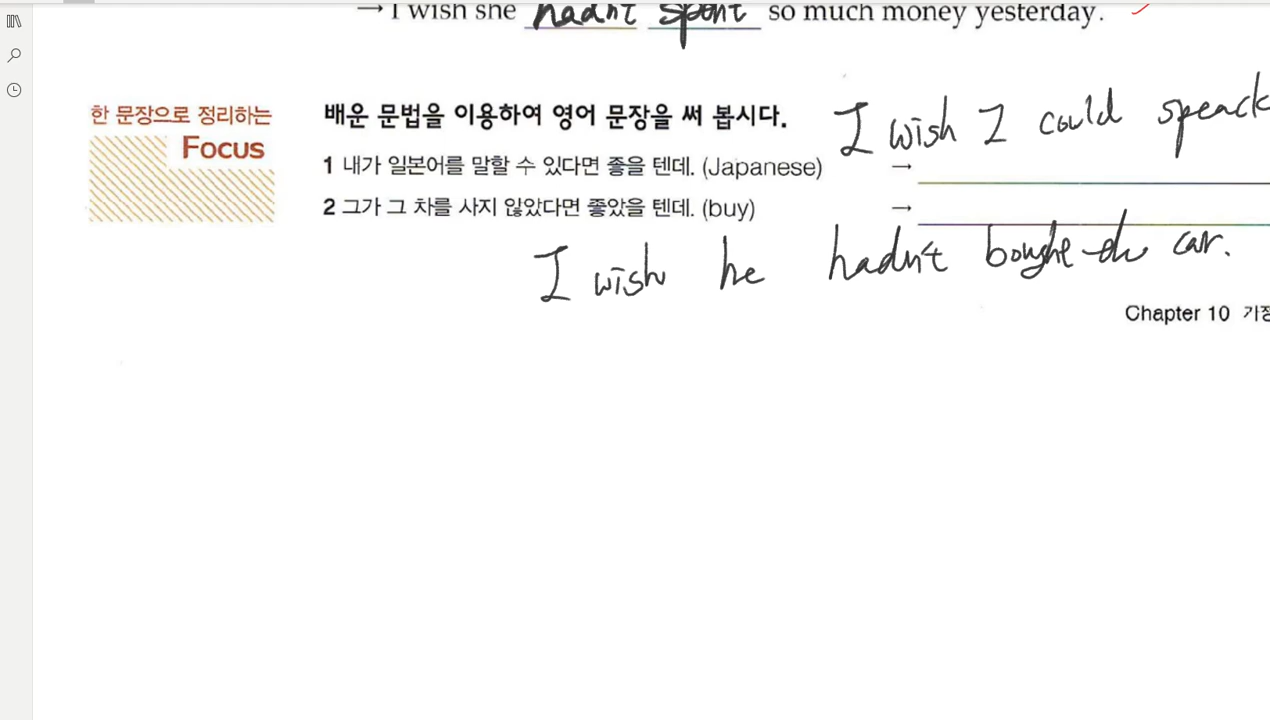 → I wish she hadn't spent so much money yesterday.
한 문장으로 정리하는
Focus
배운 문법을 이용하여 영어 문장을 써 봅시다.
I wish I could speack
1 내가 일본어를 말할 수 있다면 좋을 텐데. (Japanese) →
2 그가 그 차를 사지 않았다면 좋았을 텐데. (buy) →
I wish he hadn't bought the car.
Chapter 10